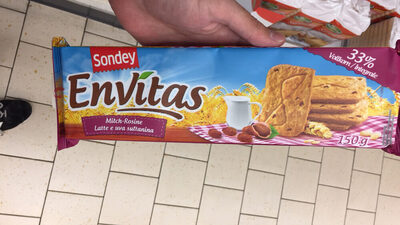 Sondey
EnVitas
Milch-Rosine
Latte e uva sultanina
33%
Vollkorn / Integrale
150g